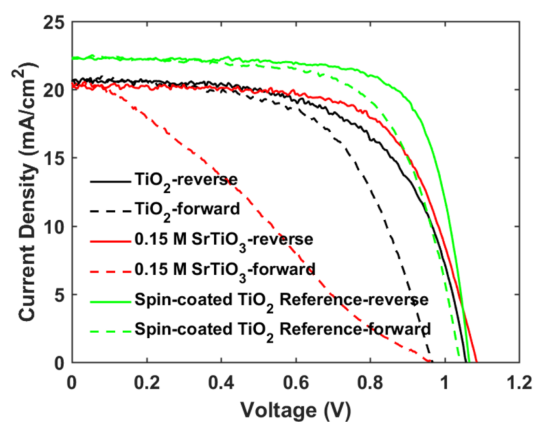 25
20
15
10
5
0
Current Density (mA/cm²)
TiO₂-reverse
TiO₂-forward
0.15 M SrTiO₃-reverse
0.15 M SrTiO₃-forward
Spin-coated TiO₂ Reference-reverse
Spin-coated TiO₂ Reference-forward
0 0.2 0.4 0.6 0.8 1 1.2
Voltage (V)